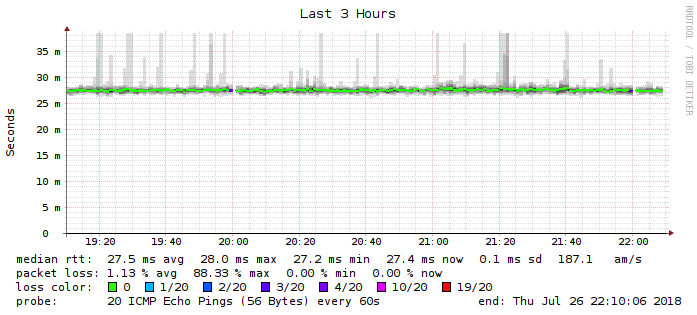 Last 3 Hours
RRDTOOL / TOBI OETIKER
Seconds
35 m
30 m
25 m
20 m
15 m
10 m
5 m
0
19:20 19:40 20:00 20:20 20:40 21:00 21:20 21:40 22:00
median rtt: 27.5 ms avg 28.0 ms max 27.2 ms min 27.4 ms now 0.1 ms sd 187.1 am/s
packet loss: 1.13 % avg 88.33 % max 0.00 % min 0.00 % now
loss color: 0 1/20 2/20 3/20 4/20 10/20 19/20
probe: 20 ICMP Echo Pings (56 Bytes) every 60s end: Thu Jul 26 22:10:06 2018